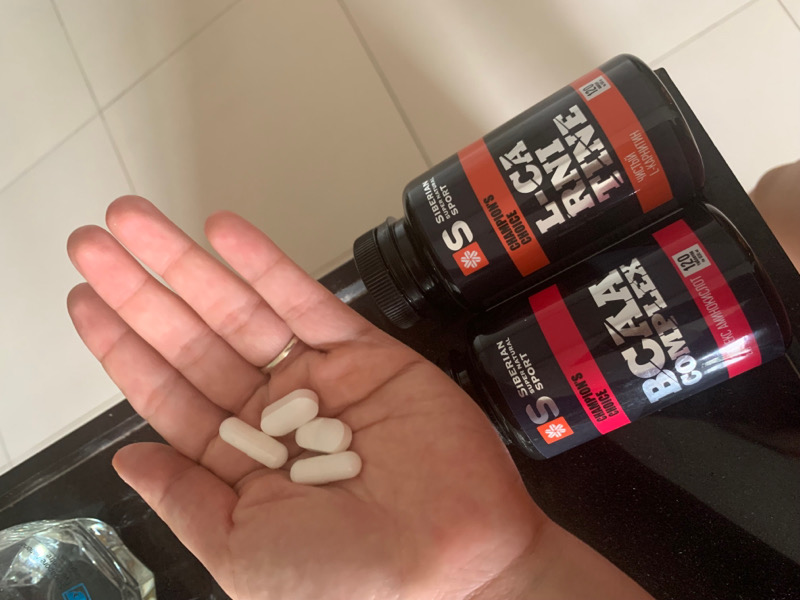 S SIBERIAN
SUPER NATURAL
SPORT
CHAMPION'S
CHOICE
BCAA
COMPLEX
АМИНОКИСЛОТ
120
S SIBERIAN
SUPER NATURAL
SPORT
CHAMPION'S
CHOICE
L-CA
RNI
TINE
ЧИСТЫЙ
L-КАРНИТИН
120